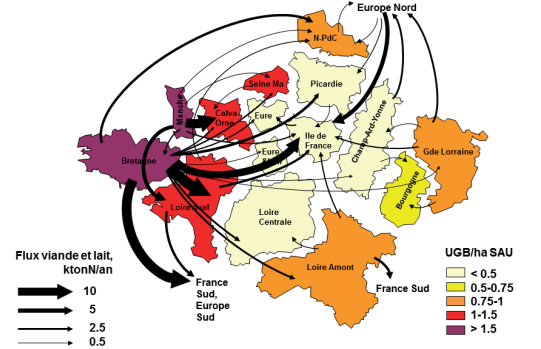 Europe Nord
N-PdC
Seine Ma
Picardie
Manche
Calva
Orne
Eure
Ile de
France
Eure
Champ-Ard-Yonne
Gde Lorraine
Bretagne
Bourgogne
Loire aval
Loire
Centrale
Loire Amont
France
Sud,
Europe
Sud
France Sud
Flux viande et lait,
ktonN/an
10
5
2.5
0.5
UGB/ha SAU
< 0.5
0.5-0.75
0.75-1
1-1.5
> 1.5